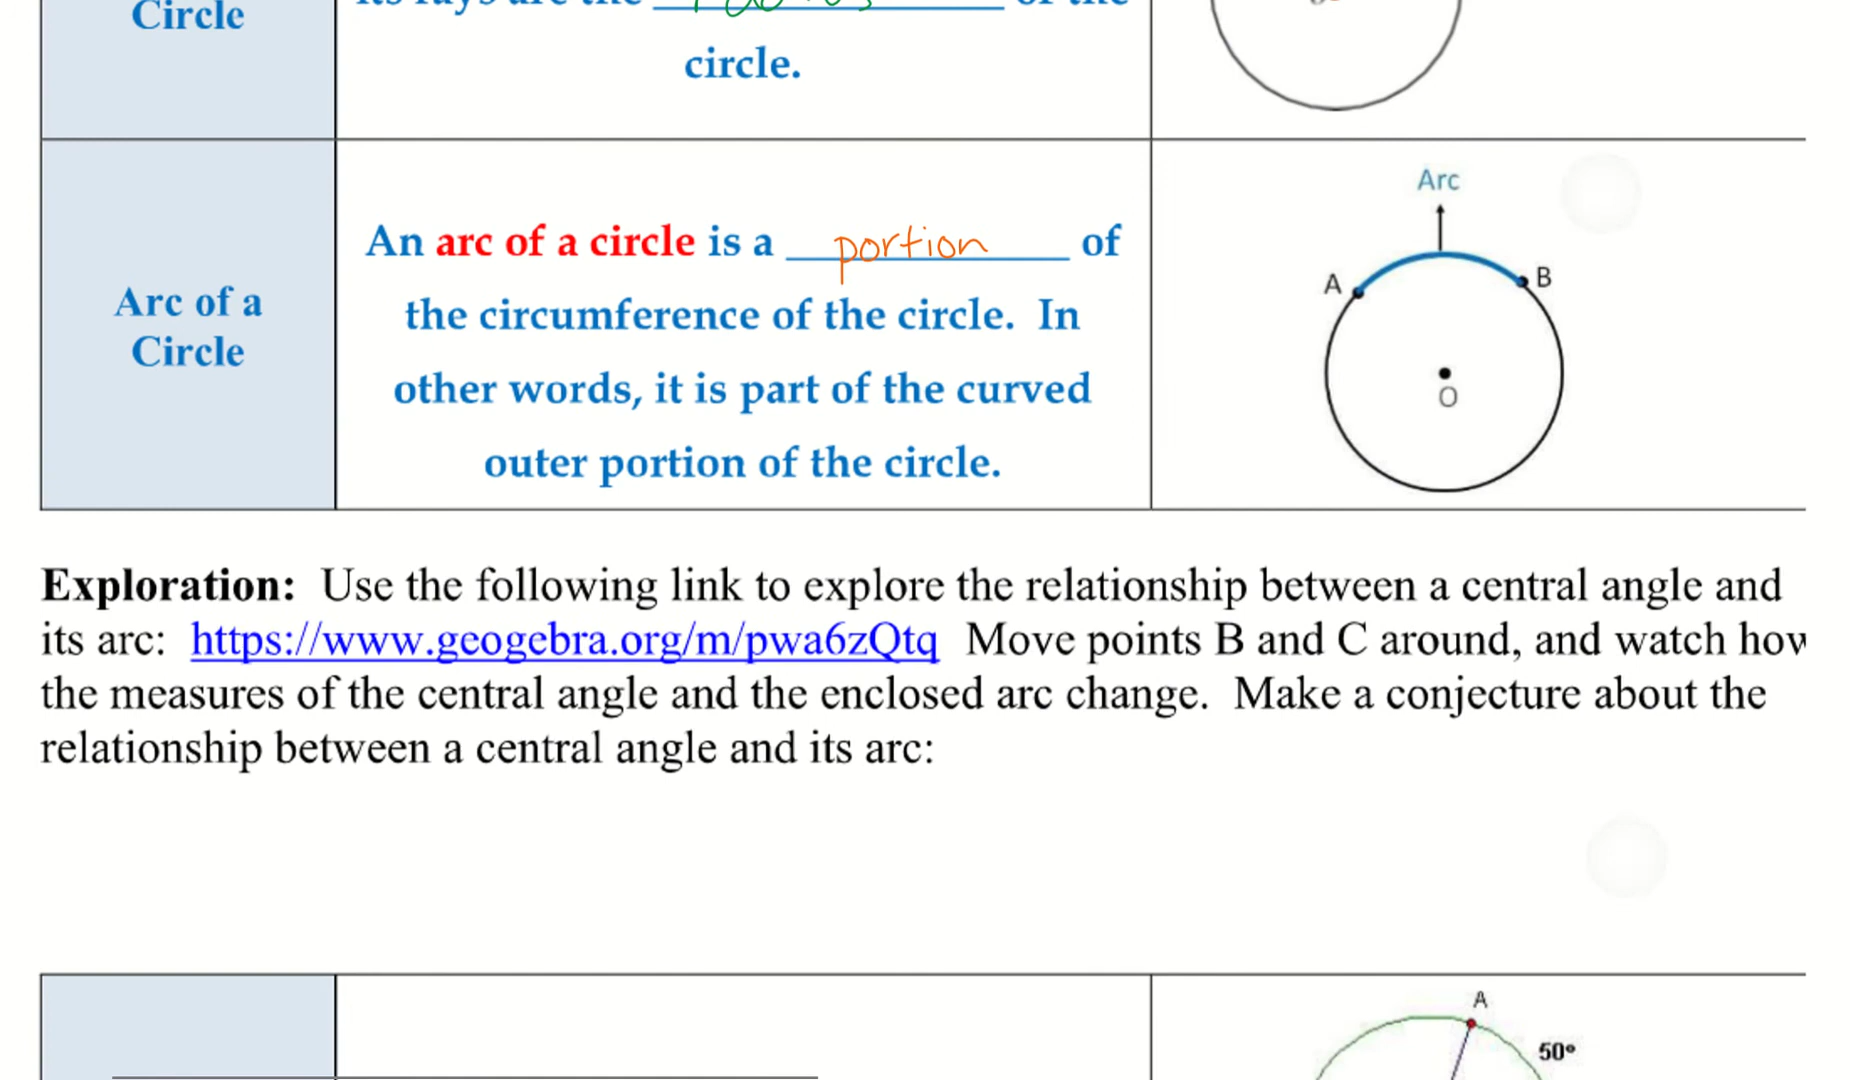 Circle
circle.
Arc of a
Circle
An arc of a circle is a portion of
the circumference of the circle. In
other words, it is part of the curved
outer portion of the circle.
Arc
A
B
O
Exploration: Use the following link to explore the relationship between a central angle and
its arc: https://www.geogebra.org/m/pwa6zQtq Move points B and C around, and watch how
the measures of the central angle and the enclosed arc change. Make a conjecture about the
relationship between a central angle and its arc:
A
50°